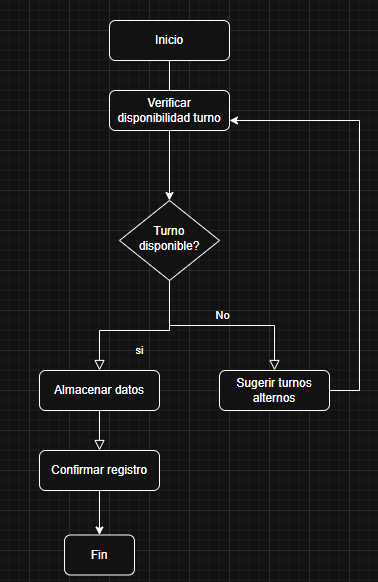 Inicio
Verificar
disponibilidad turno
Turno
disponible?
No
si
Almacenar datos
Sugerir turnos
alternos
Confirmar registro
Fin